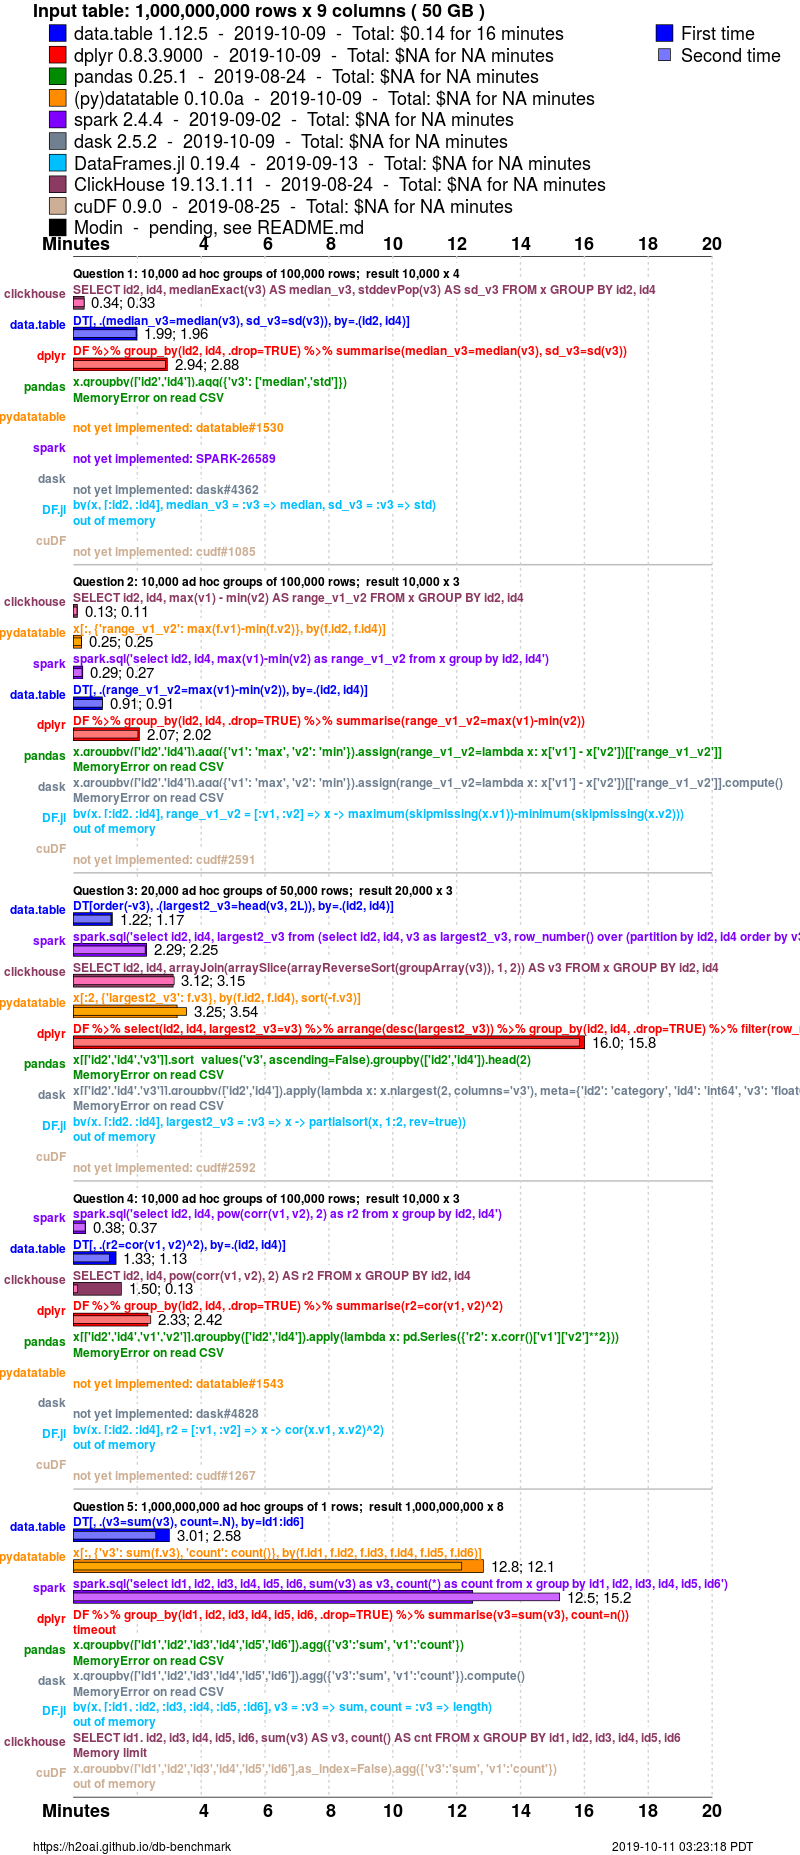 Input table: 1,000,000,000 rows x 9 columns ( 50 GB )
data.table 1.12.5 - 2019-10-09 - Total: $0.14 for 16 minutes
First time
dplyr 0.8.3.9000 - 2019-10-09 - Total: $NA for NA minutes
Second time
pandas 0.25.1 - 2019-08-24 - Total: $NA for NA minutes
(py)datatable 0.10.0a - 2019-10-09 - Total: $NA for NA minutes
spark 2.4.4 - 2019-09-02 - Total: $NA for NA minutes
dask 2.5.2 - 2019-10-09 - Total: $NA for NA minutes
DataFrames.jl 0.19.4 - 2019-09-13 - Total: $NA for NA minutes
ClickHouse 19.13.1.11 - 2019-08-24 - Total: $NA for NA minutes
cuDF 0.9.0 - 2019-08-25 - Total: $NA for NA minutes
Modin - pending, see README.md
Minutes 4 6 8 10 12 14 16 18 20
Question 1: 10,000 ad hoc groups of 100,000 rows; result 10,000 x 4
clickhouse SELECT id2, id4, medianExact(v3) AS median_v3, stddevPop(v3) AS sd_v3 FROM x GROUP BY id2, id4
0.34; 0.33
data.table DT[, .(median_v3=median(v3), sd_v3=sd(v3)), by=.(id2, id4)]
1.99; 1.96
dplyr DF %>% group_by(id2, id4, .drop=TRUE) %>% summarise(median_v3=median(v3), sd_v3=sd(v3))
2.94; 2.88
pandas x.groupby(['id2','id4']).agg({'v3': ['median','std']})
MemoryError on read CSV
pydatatable
not yet implemented: datatable#1530
spark
not yet implemented: SPARK-26589
dask
not yet implemented: dask#4362
DF.jl by(x, [:id2, :id4], median_v3 = :v3 => median, sd_v3 = :v3 => std)
out of memory
cuDF
not yet implemented: cudf#1085
Question 2: 10,000 ad hoc groups of 100,000 rows; result 10,000 x 3
clickhouse SELECT id2, id4, max(v1) - min(v2) AS range_v1_v2 FROM x GROUP BY id2, id4
0.13; 0.11
pydatatable x[:, {'range_v1_v2': max(f.v1)-min(f.v2)}, by(f.id2, f.id4)]
0.25; 0.25
spark spark.sql('select id2, id4, max(v1)-min(v2) as range_v1_v2 from x group by id2, id4')
0.29; 0.27
data.table DT[, .(range_v1_v2=max(v1)-min(v2)), by=.(id2, id4)]
0.91; 0.91
dplyr DF %>% group_by(id2, id4, .drop=TRUE) %>% summarise(range_v1_v2=max(v1)-min(v2))
2.07; 2.02
pandas x.groupby(['id2','id4']).agg({'v1': 'max', 'v2': 'min'}).assign(range_v1_v2=lambda x: x['v1'] - x['v2'])[['range_v1_v2']]
MemoryError on read CSV
dask x.groupby(['id2','id4']).agg({'v1': 'max', 'v2': 'min'}).assign(range_v1_v2=lambda x: x['v1'] - x['v2'])[['range_v1_v2']].compute()
MemoryError on read CSV
DF.jl by(x, [:id2, :id4], range_v1_v2 = [:v1, :v2] => x -> maximum(skipmissing(x.v1))-minimum(skipmissing(x.v2)))
out of memory
cuDF
not yet implemented: cudf#2591
Question 3: 20,000 ad hoc groups of 50,000 rows; result 20,000 x 3
data.table DT[order(-v3), .(largest2_v3=head(v3, 2L)), by=.(id2, id4)]
1.22; 1.17
spark spark.sql('select id2, id4, largest2_v3 from (select id2, id4, v3 as largest2_v3, row_number() over (partition by id2, id4 order by v3
2.29; 2.25
clickhouse SELECT id2, id4, arrayJoin(arraySlice(arrayReverseSort(groupArray(v3)), 1, 2)) AS v3 FROM x GROUP BY id2, id4
3.12; 3.15
pydatatable x[:2, {'largest2_v3': f.v3}, by(f.id2, f.id4), sort(-f.v3)]
3.25; 3.54
dplyr DF %>% select(id2, id4, largest2_v3=v3) %>% arrange(desc(largest2_v3)) %>% group_by(id2, id4, .drop=TRUE) %>% filter(row_
16.0; 15.8
pandas x[['id2','id4','v3']].sort_values('v3', ascending=False).groupby(['id2','id4']).head(2)
MemoryError on read CSV
dask x[['id2','id4','v3']].groupby(['id2','id4']).apply(lambda x: x.nlargest(2, columns='v3'), meta={'id2': 'category', 'id4': 'int64', 'v3': 'float
MemoryError on read CSV
DF.jl by(x, [:id2, :id4], largest2_v3 = :v3 => x -> partialsort(x, 1:2, rev=true))
out of memory
cuDF
not yet implemented: cudf#2592
Question 4: 10,000 ad hoc groups of 100,000 rows; result 10,000 x 3
spark spark.sql('select id2, id4, pow(corr(v1, v2), 2) as r2 from x group by id2, id4')
0.38; 0.37
data.table DT[, .(r2=cor(v1, v2)^2), by=.(id2, id4)]
1.33; 1.13
clickhouse SELECT id2, id4, pow(corr(v1, v2), 2) AS r2 FROM x GROUP BY id2, id4
1.50; 0.13
dplyr DF %>% group_by(id2, id4, .drop=TRUE) %>% summarise(r2=cor(v1, v2)^2)
2.33; 2.42
pandas x[['id2','id4','v1','v2']].groupby(['id2','id4']).apply(lambda x: pd.Series({'r2': x.corr()['v1']['v2']**2}))
MemoryError on read CSV
pydatatable
not yet implemented: datatable#1543
dask
not yet implemented: dask#4828
DF.jl by(x, [:id2, :id4], r2 = [:v1, :v2] => x -> cor(x.v1, x.v2)^2)
out of memory
cuDF
not yet implemented: cudf#1267
Question 5: 1,000,000,000 ad hoc groups of 1 rows; result 1,000,000,000 x 8
data.table DT[, .(v3=sum(v3), count=.N), by=id1:id6]
3.01; 2.58
pydatatable x[:, {'v3': sum(f.v3), 'count': count()}, by(f.id1, f.id2, f.id3, f.id4, f.id5, f.id6)]
12.8; 12.1
spark spark.sql('select id1, id2, id3, id4, id5, id6, sum(v3) as v3, count(*) as count from x group by id1, id2, id3, id4, id5, id6')
12.5; 15.2
dplyr DF %>% group_by(id1, id2, id3, id4, id5, id6, .drop=TRUE) %>% summarise(v3=sum(v3), count=n())
timeout
pandas x.groupby(['id1','id2','id3','id4','id5','id6']).agg({'v3':'sum', 'v1':'count'})
MemoryError on read CSV
dask x.groupby(['id1','id2','id3','id4','id5','id6']).agg({'v3':'sum', 'v1':'count'}).compute()
MemoryError on read CSV
DF.jl by(x, [:id1, :id2, :id3, :id4, :id5, :id6], v3 = :v3 => sum, count = :v3 => length)
out of memory
clickhouse SELECT id1, id2, id3, id4, id5, id6, sum(v3) AS v3, count() AS cnt FROM x GROUP BY id1, id2, id3, id4, id5, id6
Memory limit
cuDF x.groupby(['id1','id2','id3','id4','id5','id6'],as_index=False).agg({'v3':'sum', 'v1':'count'})
out of memory
Minutes 4 6 8 10 12 14 16 18 20
https://h2oai.github.io/db-benchmark
2019-10-11 03:23:18 PDT